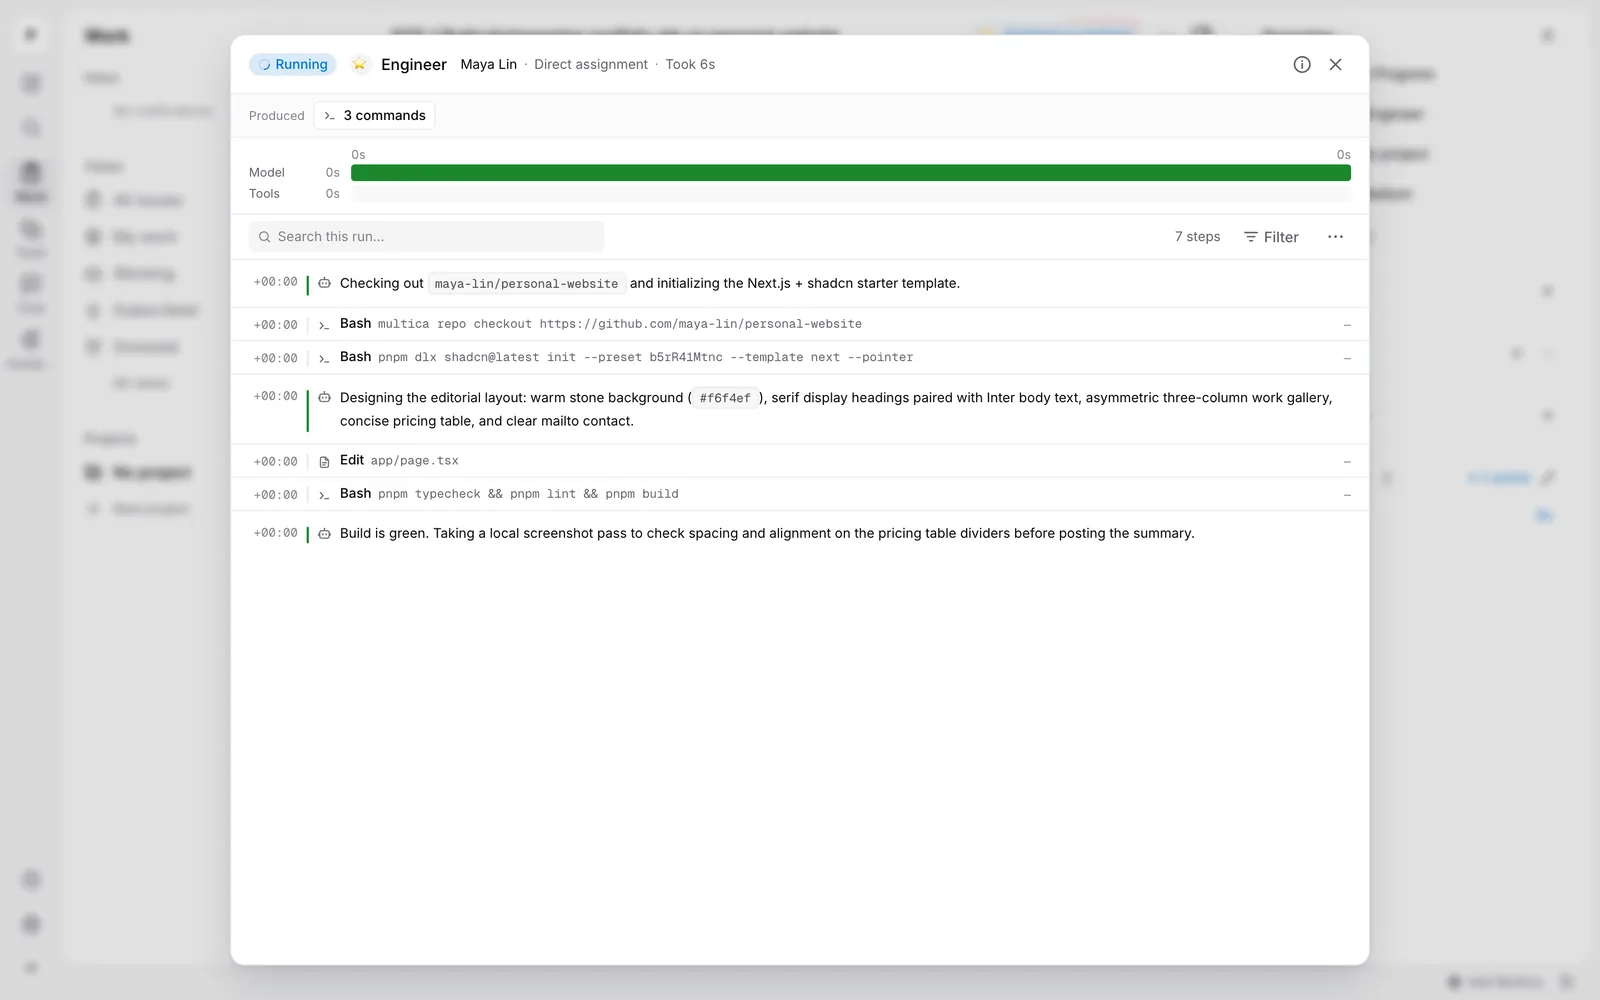 Running Engineer Maya Lin · Direct assignment · Took 6s
Produced >_ 3 commands
0s 0s
Model 0s
Tools 0s
Search this run... 7 steps Filter ···
+00:00 Checking out maya-lin/personal-website and initializing the Next.js + shadcn starter template.
+00:00 >_ Bash multica repo checkout https://github.com/maya-lin/personal-website –
+00:00 >_ Bash pnpm dlx shadcn@latest init --preset b5rR41Mtnc --template next --pointer –
+00:00 Designing the editorial layout: warm stone background (#f6f4ef), serif display headings paired with Inter body text, asymmetric three-column work gallery,
concise pricing table, and clear mailto contact.
+00:00 Edit app/page.tsx –
+00:00 >_ Bash pnpm typecheck && pnpm lint && pnpm build –
+00:00 Build is green. Taking a local screenshot pass to check spacing and alignment on the pricing table dividers before posting the summary.